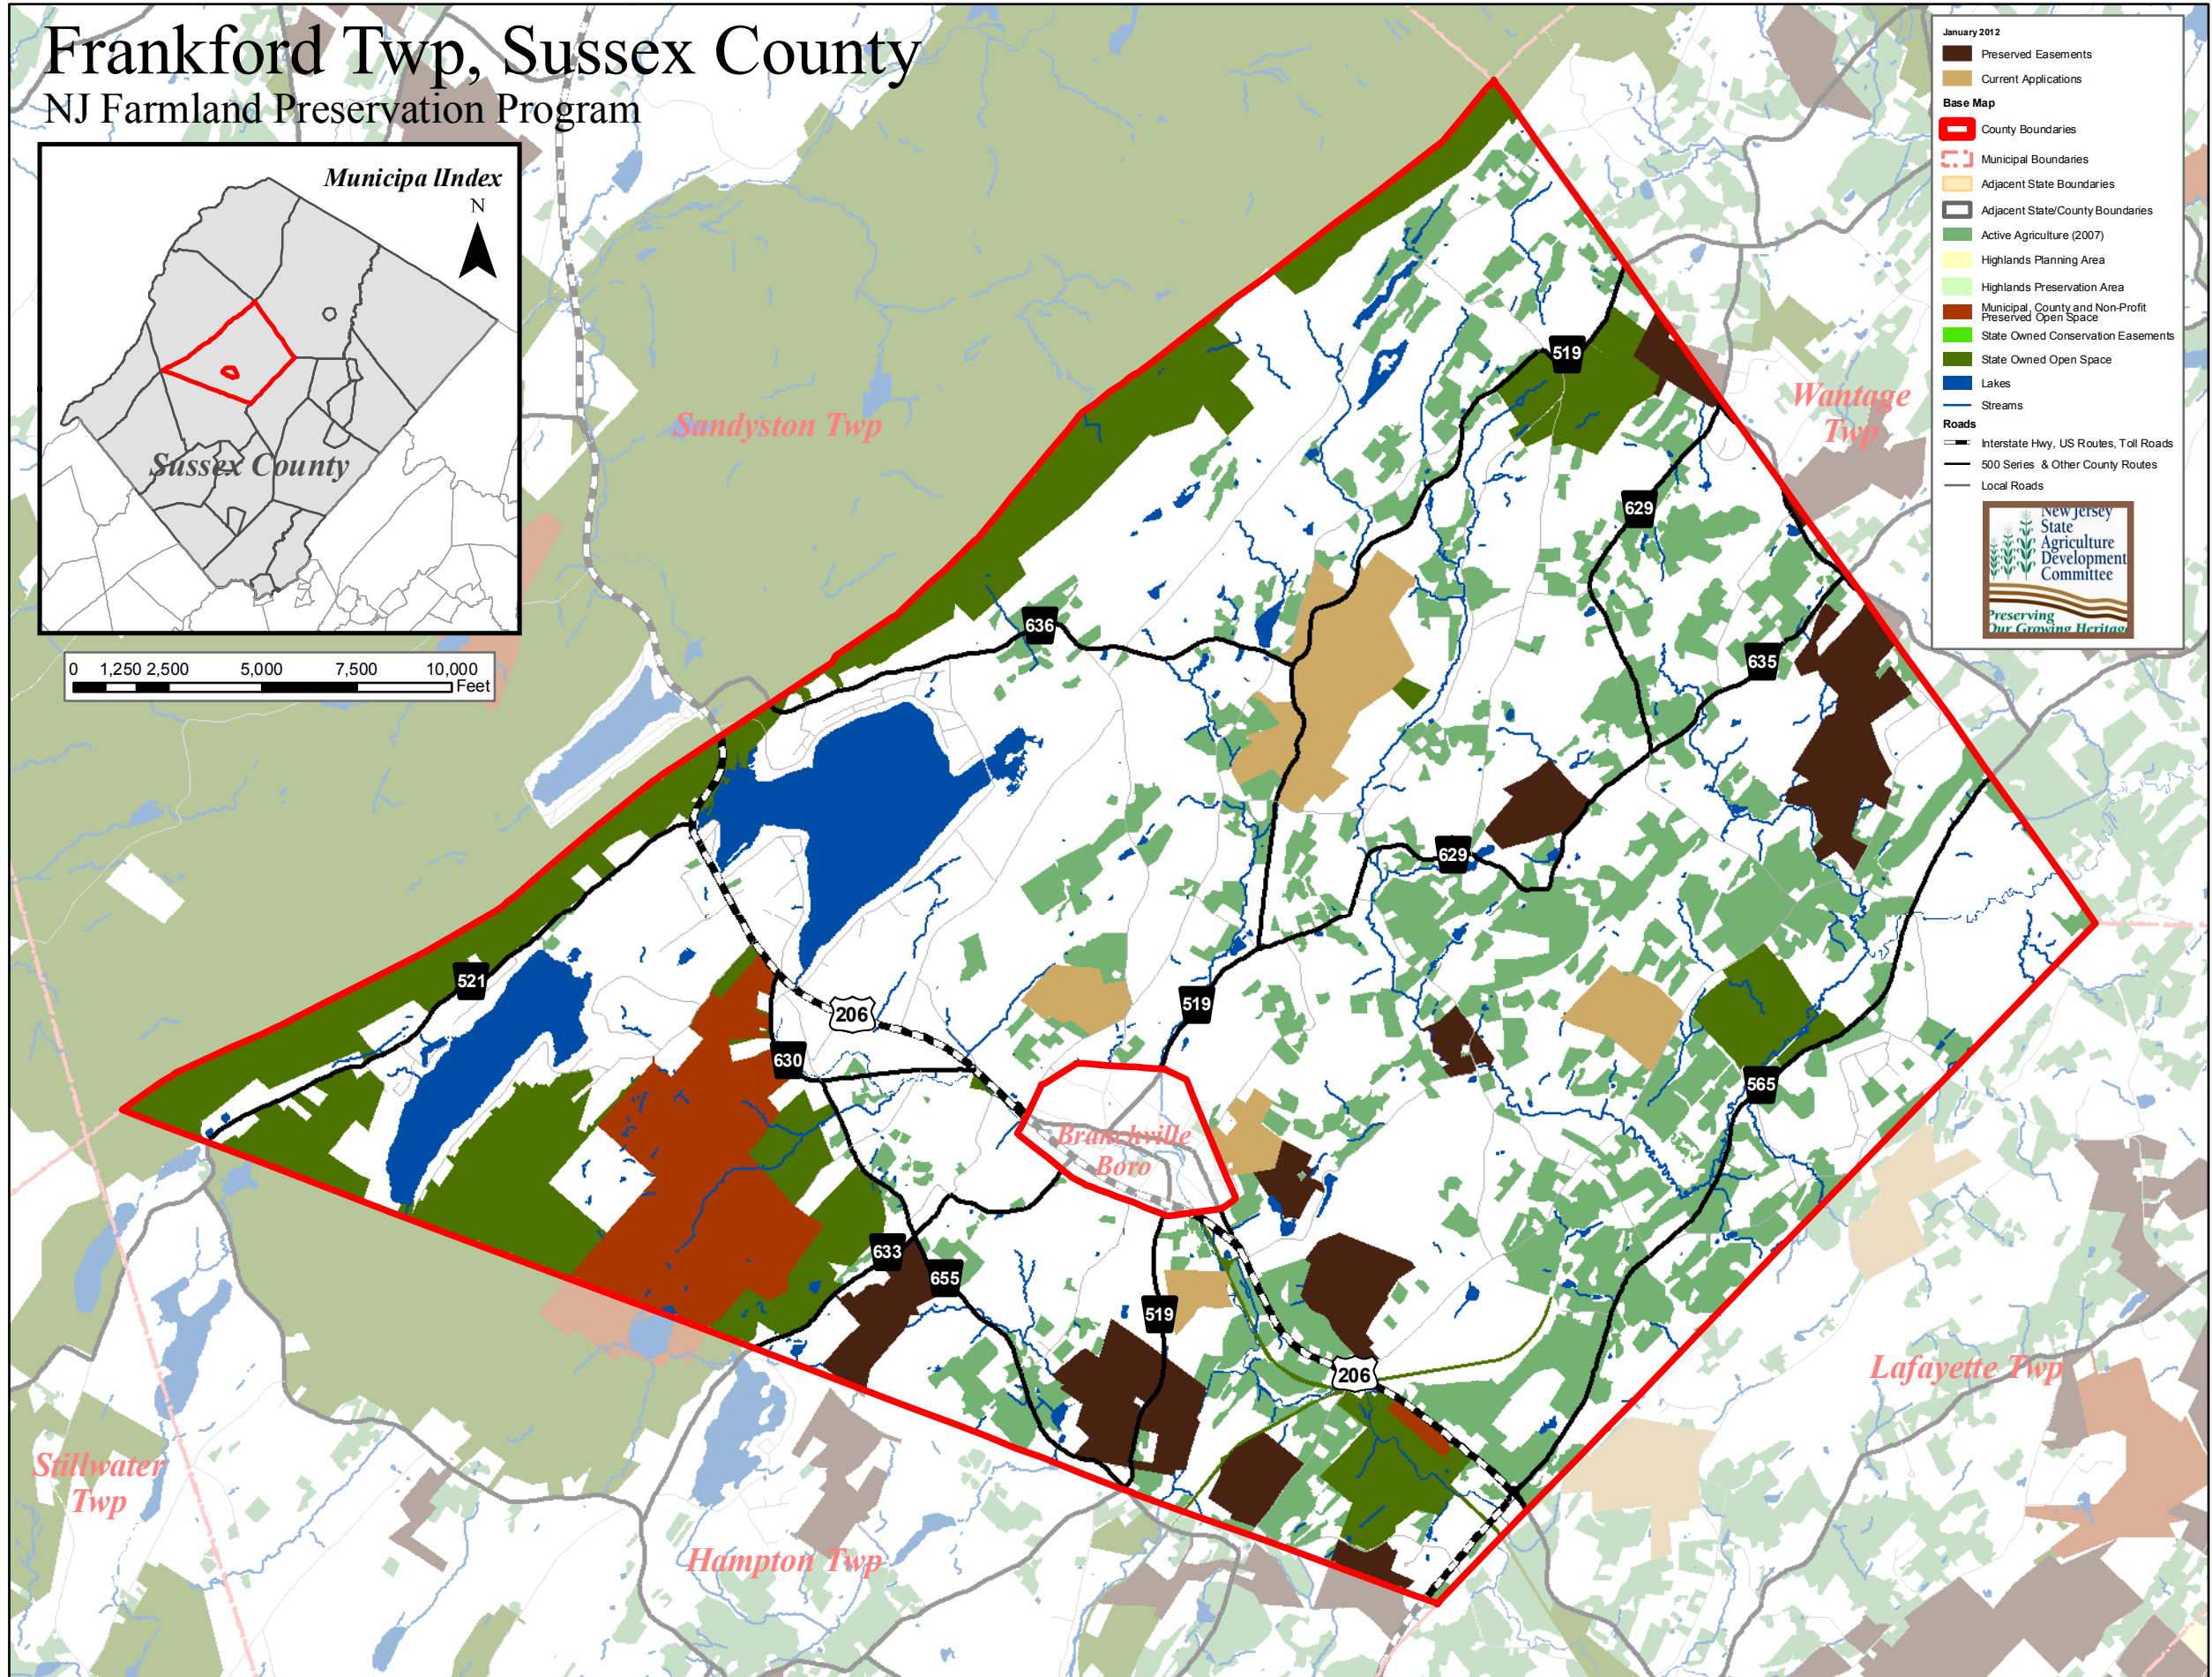 Frankford Twp, Sussex County
NJ Farmland Preservation Program
Municipa lIndex
N
Sussex County
0 1,250 2,500 5,000 7,500 10,000
Feet
January 2012
Preserved Easements
Current Applications
Base Map
County Boundaries
Municipal Boundaries
Adjacent State Boundaries
Adjacent State/County Boundaries
Active Agriculture (2007)
Highlands Planning Area
Highlands Preservation Area
Municipal, County and Non-Profit
Preserved Open Space
State Owned Conservation Easements
State Owned Open Space
Lakes
Streams
Roads
Interstate Hwy, US Routes, Toll Roads
500 Series & Other County Routes
Local Roads
New Jersey
State
Agriculture
Development
Committee
Preserving
Our Growing Heritage
Sandyston Twp
Wantage
Twp
519
629
636
635
629
521
519
206
630
565
Branchville
Boro
633
655
519
206
Lafayette Twp
Stillwater
Twp
Hampton Twp